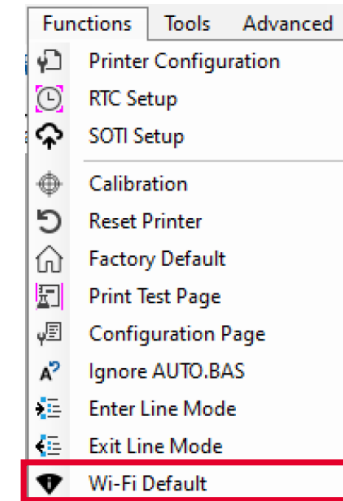 Functions Tools Advanced
Printer Configuration
RTC Setup
SOTI Setup
Calibration
Reset Printer
Factory Default
Print Test Page
Configuration Page
Ignore AUTO.BAS
Enter Line Mode
Exit Line Mode
Wi-Fi Default